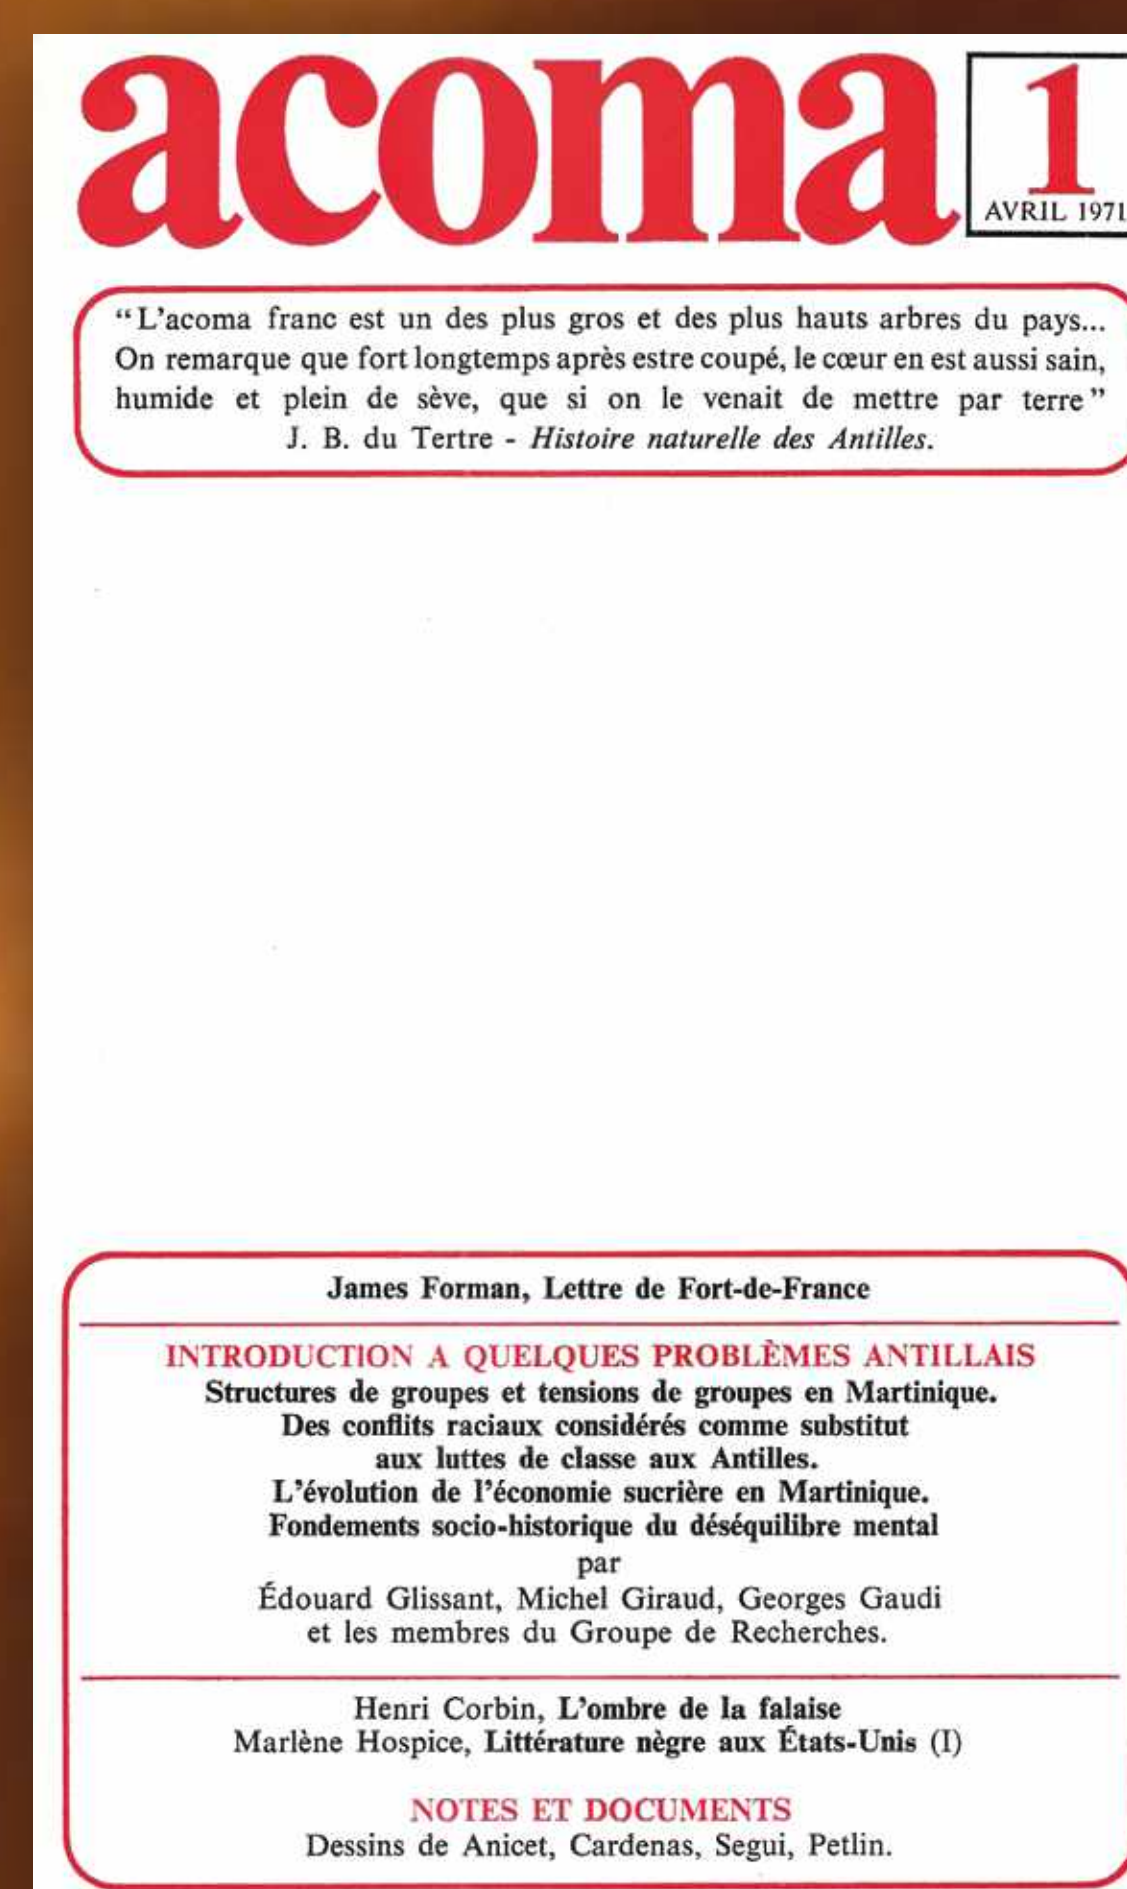 acoma
1
AVRIL 1971
“L’acoma franc est un des plus gros et des plus hauts arbres du pays...
On remarque que fort longtemps après estre coupé, le cœur en est aussi sain,
humide et plein de sève, que si on le venait de mettre par terre”
J. B. du Tertre - Histoire naturelle des Antilles.
James Forman, Lettre de Fort-de-France
INTRODUCTION A QUELQUES PROBLÈMES ANTILLAIS
Structures de groupes et tensions de groupes en Martinique.
Des conflits raciaux considérés comme substitut
aux luttes de classe aux Antilles.
L’évolution de l’économie sucrière en Martinique.
Fondements socio-historique du déséquilibre mental
par
Édouard Glissant, Michel Giraud, Georges Gaudi
et les membres du Groupe de Recherches.
Henri Corbin, L’ombre de la falaise
Marlène Hospice, Littérature nègre aux États-Unis (I)
NOTES ET DOCUMENTS
Dessins de Anicet, Cardenas, Segui, Petlin.